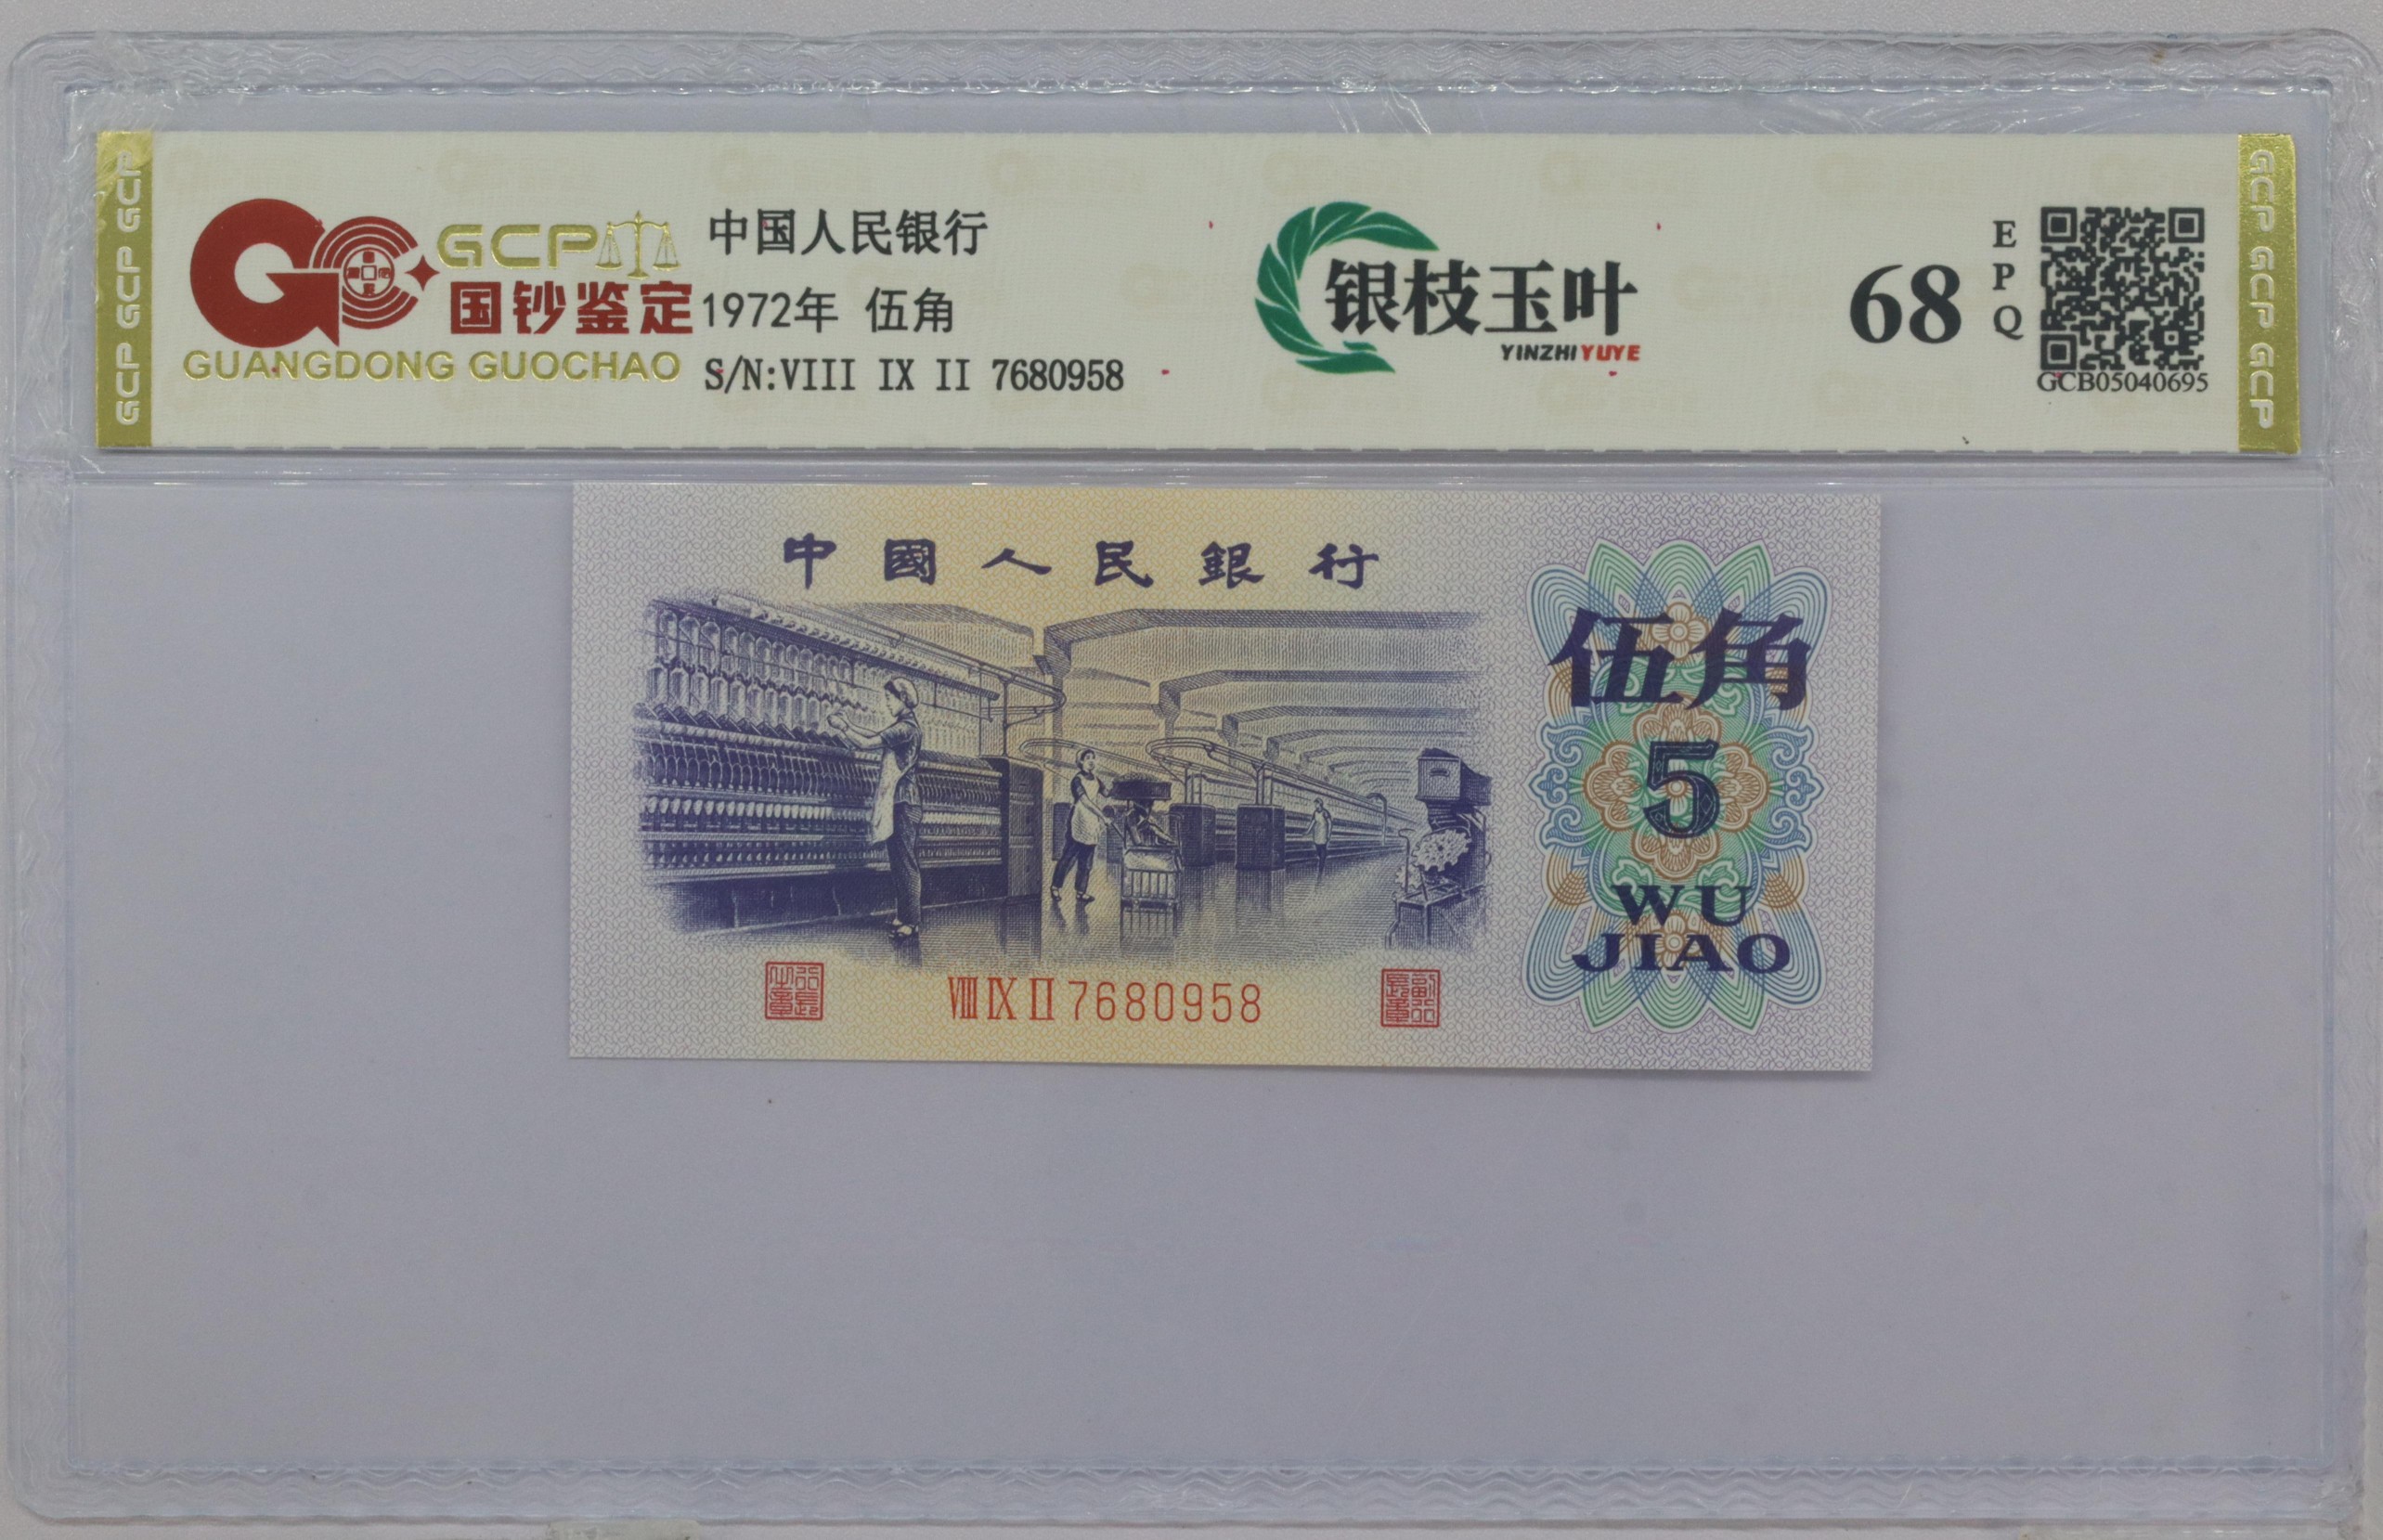 GCP GCP GCP
GCP
国钞鉴定
GUANGDONG GUOCHAO
中国人民银行
1972年 伍角
S/N:VIII IX II 7680958
银枝玉叶
YINZHIYUYE
68
EPQ
GCB05040695
GCP GCP GCP
中國人民銀行
伍角
5
WU
JIAO
VIII IX II 7680958